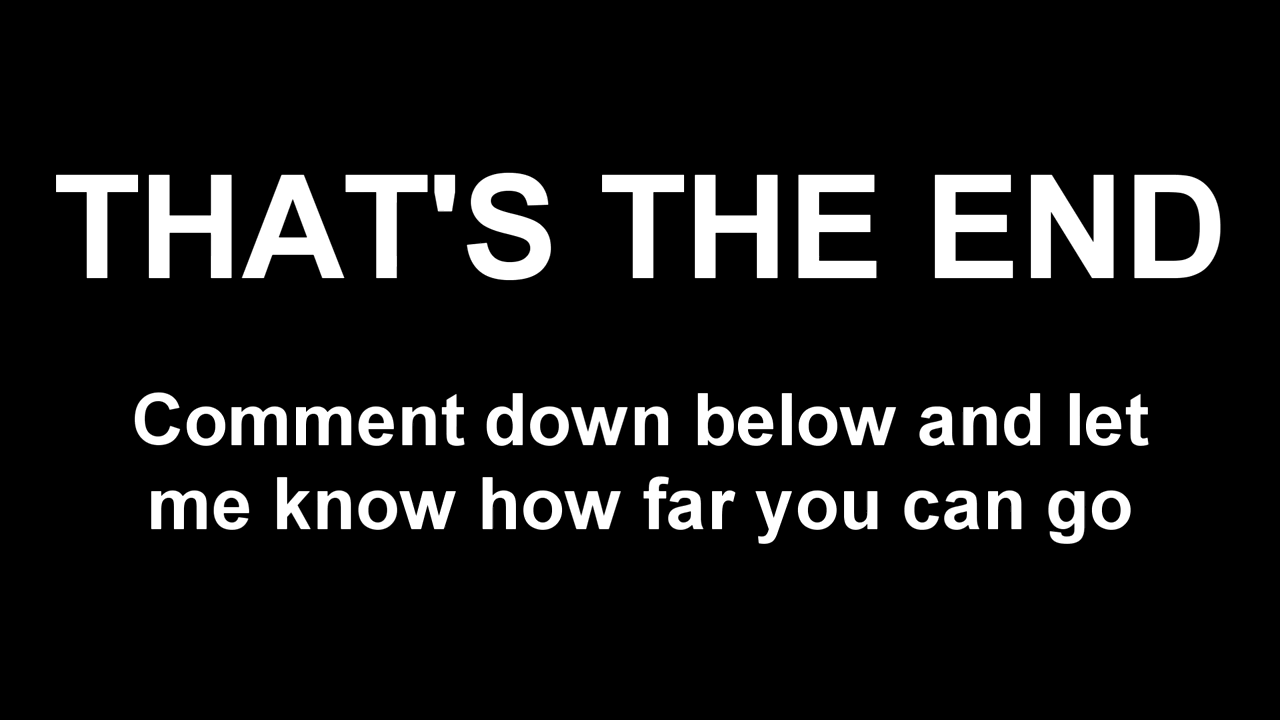 THAT'S THE END
Comment down below and let
me know how far you can go